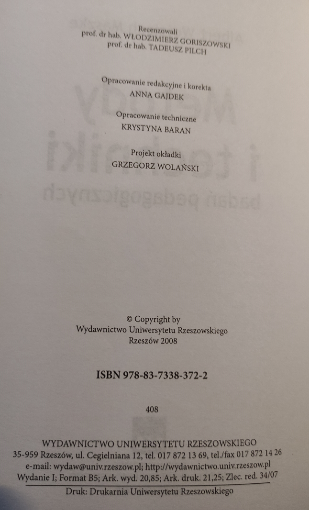 Recenzowali
prof. dr hab. WŁODZIMIERZ GORISZOWSKI
prof. dr hab. TADEUSZ PILCH
Opracowanie redakcyjne i korekta
ANNA GAJDEK
Opracowanie techniczne
KRYSTYNA BARAN
Projekt okładki
GRZEGORZ WOLAŃSKI
© Copyright by
Wydawnictwo Uniwersytetu Rzeszowskiego
Rzeszów 2008
ISBN 978-83-7338-372-2
408
WYDAWNICTWO UNIWERSYTETU RZESZOWSKIEGO
35-959 Rzeszów, ul. Cegielniana 12, tel. 017 872 13 69, tel./fax 017 872 14 26
e-mail: wydaw@univ.rzeszow.pl; http://wydawnictwo.univ.rzeszow.pl
Wydanie I; Format B5; Ark. wyd. 20,85; Ark. druk. 21,25; Zlec. red. 34/07
Druk: Drukarnia Uniwersytetu Rzeszowskiego